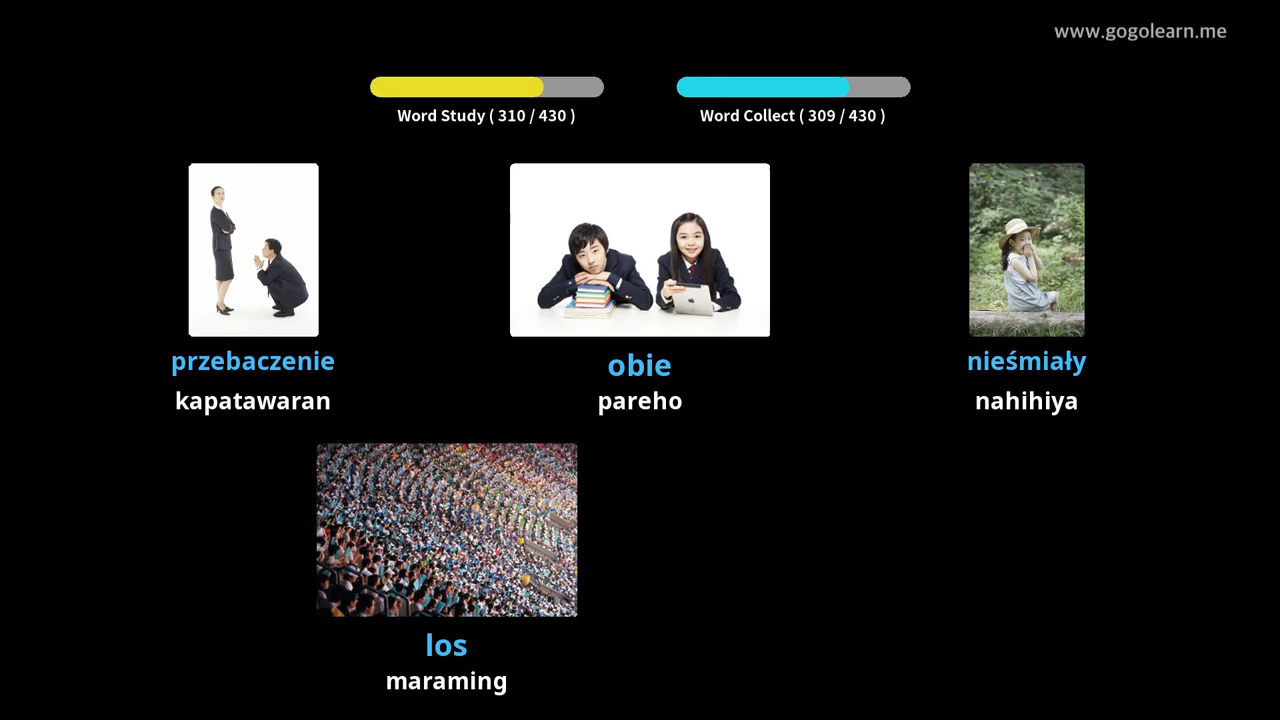 www.gogolearn.me
Word Study ( 310 / 430 )
Word Collect ( 309 / 430 )
przebaczenie
kapatawaran
obie
pareho
nieśmiały
nahihiya
los
maraming